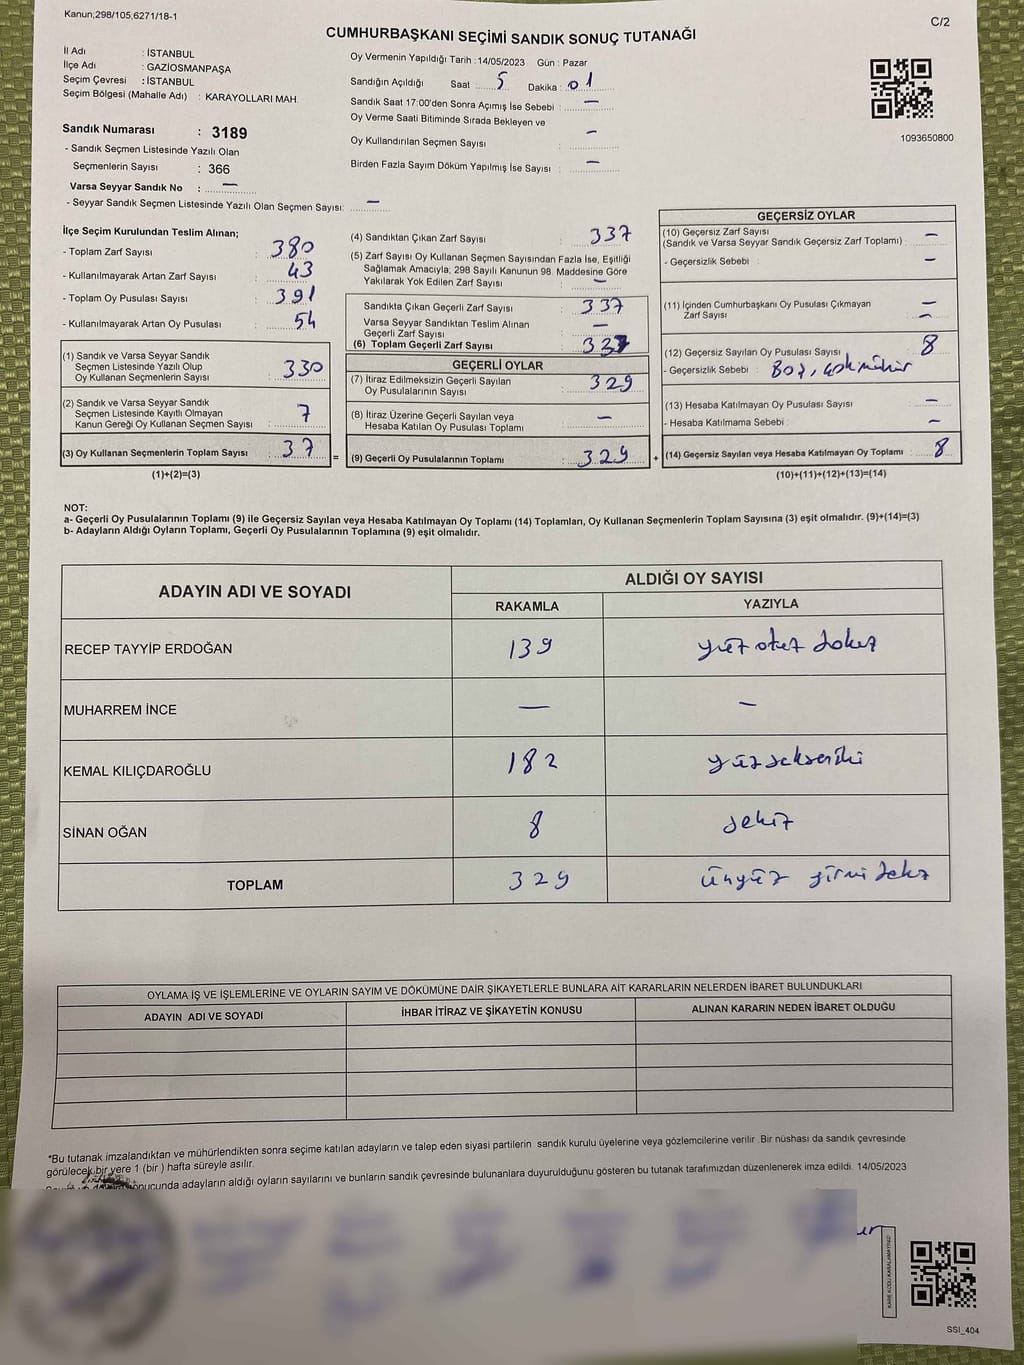 Kanun;298/105,6271/18-1
C/2
CUMHURBAŞKANI SEÇİMİ SANDIK SONUÇ TUTANAĞI
İl Adı : İSTANBUL
İlçe Adı : GAZİOSMANPAŞA
Seçim Çevresi : İSTANBUL
Seçim Bölgesi (Mahalle Adı) : KARAYOLLARI MAH.
Sandık Numarası : 3189
- Sandık Seçmen Listesinde Yazılı Olan
Seçmenlerin Sayısı : 366
Varsa Seyyar Sandık No : —
- Seyyar Sandık Seçmen Listesinde Yazılı Olan Seçmen Sayısı: —
Oy Vermenin Yapıldığı Tarih : 14/05/2023 Gün : Pazar
Sandığın Açıldığı Saat 5 Dakika : 01
Sandık Saat 17:00'den Sonra Açımış İse Sebebi : —
Oy Verme Saati Bitiminde Sırada Bekleyen ve
Oy Kullandırılan Seçmen Sayısı : —
Birden Fazla Sayım Döküm Yapılmış İse Sayısı : —
1093650800
İlçe Seçim Kurulundan Teslim Alınan;
- Toplam Zarf Sayısı : 380
- Kullanılmayarak Artan Zarf Sayısı : 43
- Toplam Oy Pusulası Sayısı : 391
- Kullanılmayarak Artan Oy Pusulası : 54
(1) Sandık ve Varsa Seyyar Sandık
Seçmen Listesinde Yazılı Olup
Oy Kullanan Seçmenlerin Sayısı : 330
(2) Sandık ve Varsa Seyyar Sandık
Seçmen Listesinde Kayıtlı Olmayan
Kanun Gereği Oy Kullanan Seçmen Sayısı : 7
(3) Oy Kullanan Seçmenlerin Toplam Sayısı : 37
(1)+(2)=(3)
(4) Sandıktan Çıkan Zarf Sayısı : 337
(5) Zarf Sayısı Oy Kullanan Seçmen Sayısından Fazla İse, Eşitliği
Sağlamak Amacıyla, 298 Sayılı Kanunun 98. Maddesine Göre
Yakılarak Yok Edilen Zarf Sayısı : —
Sandıkta Çıkan Geçerli Zarf Sayısı : 337
Varsa Seyyar Sandıktan Teslim Alınan
Geçerli Zarf Sayısı : —
(6) Toplam Geçerli Zarf Sayısı : 337
GEÇERLİ OYLAR
(7) İtiraz Edilmeksizin Geçerli Sayılan
Oy Pusulalarının Sayısı : 329
(8) İtiraz Üzerine Geçerli Sayılan veya
Hesaba Katılan Oy Pusulası Toplamı : —
= (9) Geçerli Oy Pusulalarının Toplamı : 329 +
GEÇERSİZ OYLAR
(10) Geçersiz Zarf Sayısı
(Sandık ve Varsa Seyyar Sandık Geçersiz Zarf Toplamı) : —
- Geçersizlik Sebebi : —
(11) İçinden Cumhurbaşkanı Oy Pusulası Çıkmayan —
Zarf Sayısı : —
(12) Geçersiz Sayılan Oy Pusulası Sayısı : 8
- Geçersizlik Sebebi : Boş, çok mühür
(13) Hesaba Katılmayan Oy Pusulası Sayısı : —
- Hesaba Katılmama Sebebi : —
(14) Geçersiz Sayılan veya Hesaba Katılmayan Oy Toplamı : 8
(10)+(11)+(12)+(13)=(14)
NOT:
a- Geçerli Oy Pusulalarının Toplamı (9) ile Geçersiz Sayılan veya Hesaba Katılmayan Oy Toplamı (14) Toplamları, Oy Kullanan Seçmenlerin Toplam Sayısına (3) eşit olmalıdır. (9)+(14)=(3)
b- Adayların Aldığı Oyların Toplamı, Geçerli Oy Pusulalarının Toplamına (9) eşit olmalıdır.
ADAYIN ADI VE SOYADI
ALDIĞI OY SAYISI
RAKAMLA YAZIYLA
RECEP TAYYİP ERDOĞAN 139 yüz otuz dokuz
MUHARREM İNCE — —
KEMAL KILIÇDAROĞLU 182 yüzsekseniki
SİNAN OĞAN 8 sekiz
TOPLAM 329 üçyüz yirmi dokuz
OYLAMA İŞ VE İŞLEMLERİNE VE OYLARIN SAYIM VE DÖKÜMÜNE DAİR ŞİKAYETLERLE BUNLARA AİT KARARLARIN NELERDEN İBARET BULUNDUKLARI
ADAYIN ADI VE SOYADI İHBAR İTİRAZ VE ŞİKAYETİN KONUSU ALINAN KARARIN NEDEN İBARET OLDUĞU
*Bu tutanak imzalandıktan ve mühürlendikten sonra seçime katılan adayların ve talep eden siyasi partilerin sandık kurulu üyelerine veya gözlemcilerine verilir .Bir nüshası da sandık çevresinde
görülecek bir yere 1 (bir ) hafta süreyle asılır.
sonucunda adayların aldığı oyların sayılarını ve bunların sandık çevresinde bulunanlara duyurulduğunu gösteren bu tutanak tarafımızdan düzenlenerek imza edildi. 14/05/2023
KARE KODU KARALAMAYINIZ!
SSI_404